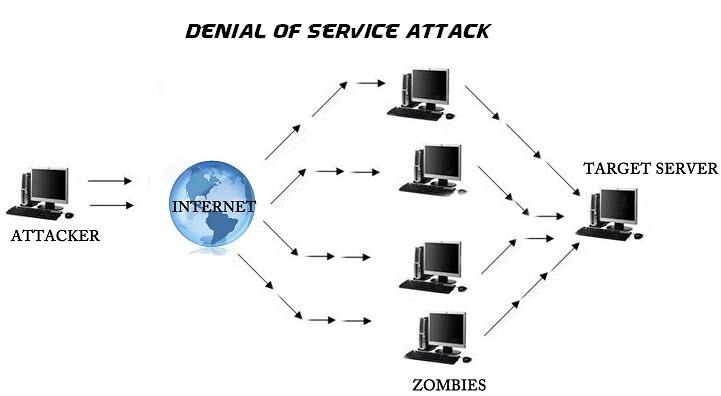 DENIAL OF SERVICE ATTACK
TARGET SERVER
INTERNET
ATTACKER
ZOMBIES